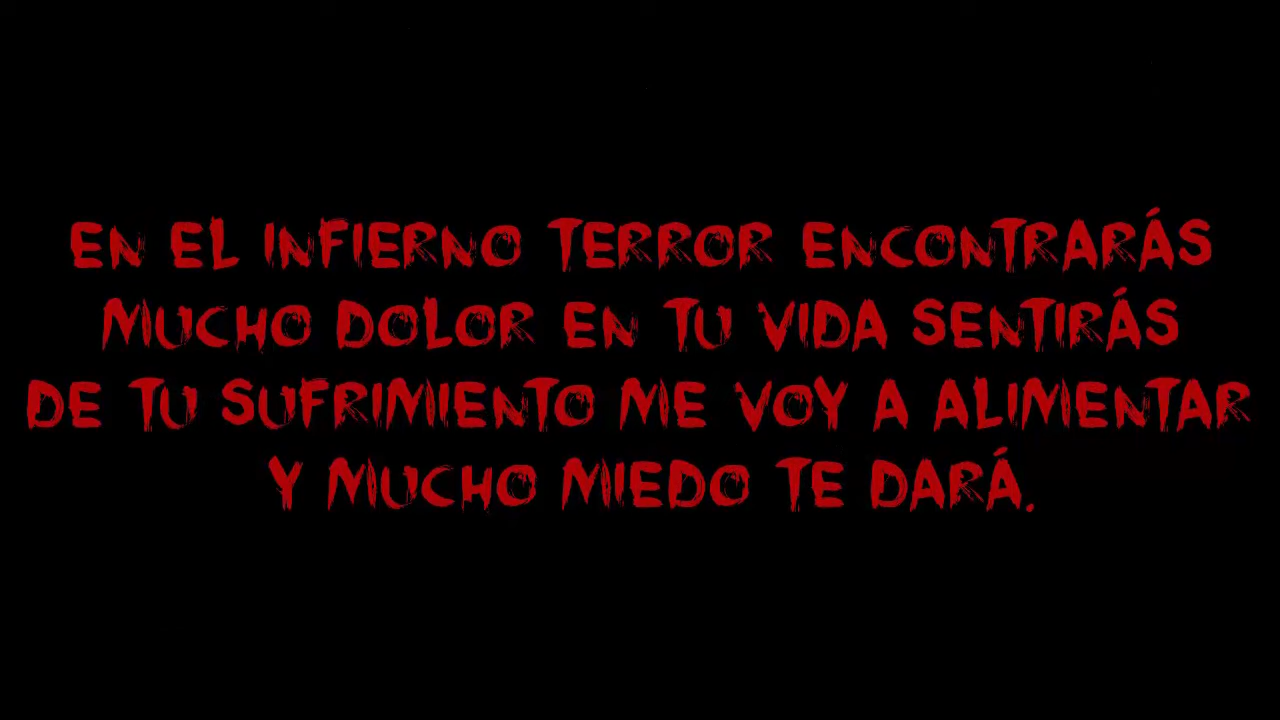 EN EL INFIERNO TERROR ENCONTRARÁS
MUCHO DOLOR EN TU VIDA SENTIRÁS
DE TU SUFRIMIENTO ME VOY A ALIMENTAR
Y MUCHO MIEDO TE DARÁ.